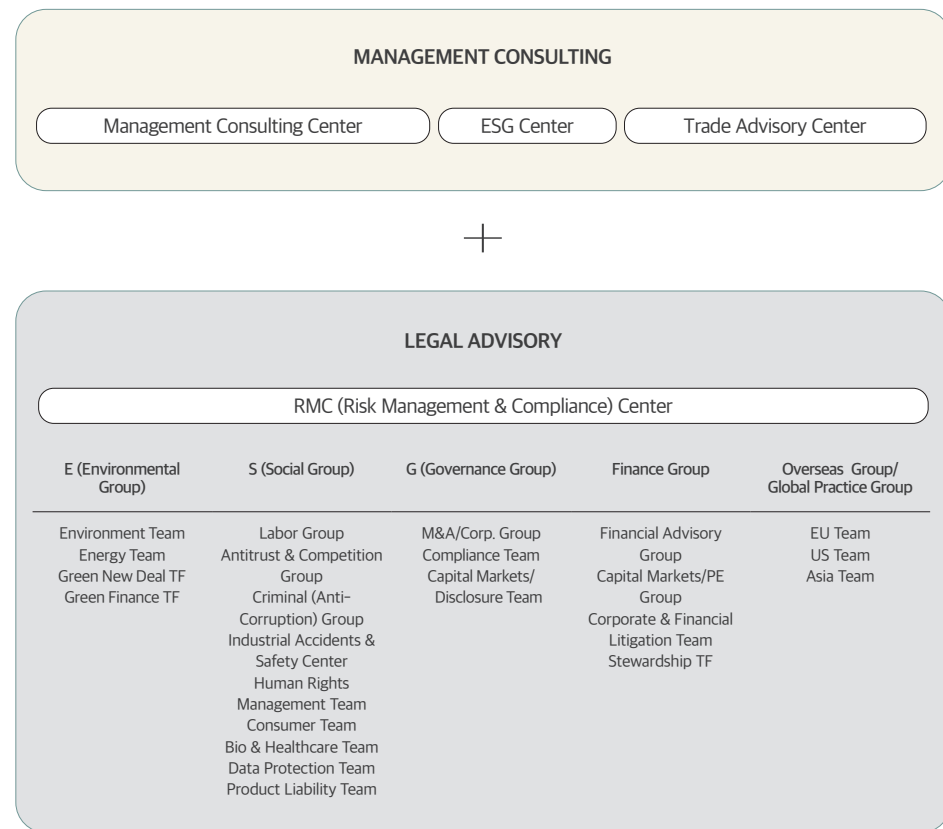 MANAGEMENT CONSULTING
Management Consulting Center
ESG Center
Trade Advisory Center
+
LEGAL ADVISORY
RMC (Risk Management & Compliance) Center
E (Environmental
Group)
Environment Team
Energy Team
Green New Deal TF
Green Finance TF
S (Social Group)
Labor Group
Antitrust & Competition
Group
Criminal (Anti-
Corruption) Group
Industrial Accidents &
Safety Center
Human Rights
Management Team
Consumer Team
Bio & Healthcare Team
Data Protection Team
Product Liability Team
G (Governance Group)
M&A/Corp. Group
Compliance Team
Capital Markets/
Disclosure Team
Finance Group
Financial Advisory
Group
Capital Markets/PE
Group
Corporate & Financial
Litigation Team
Stewardship TF
Overseas Group/
Global Practice Group
EU Team
US Team
Asia Team